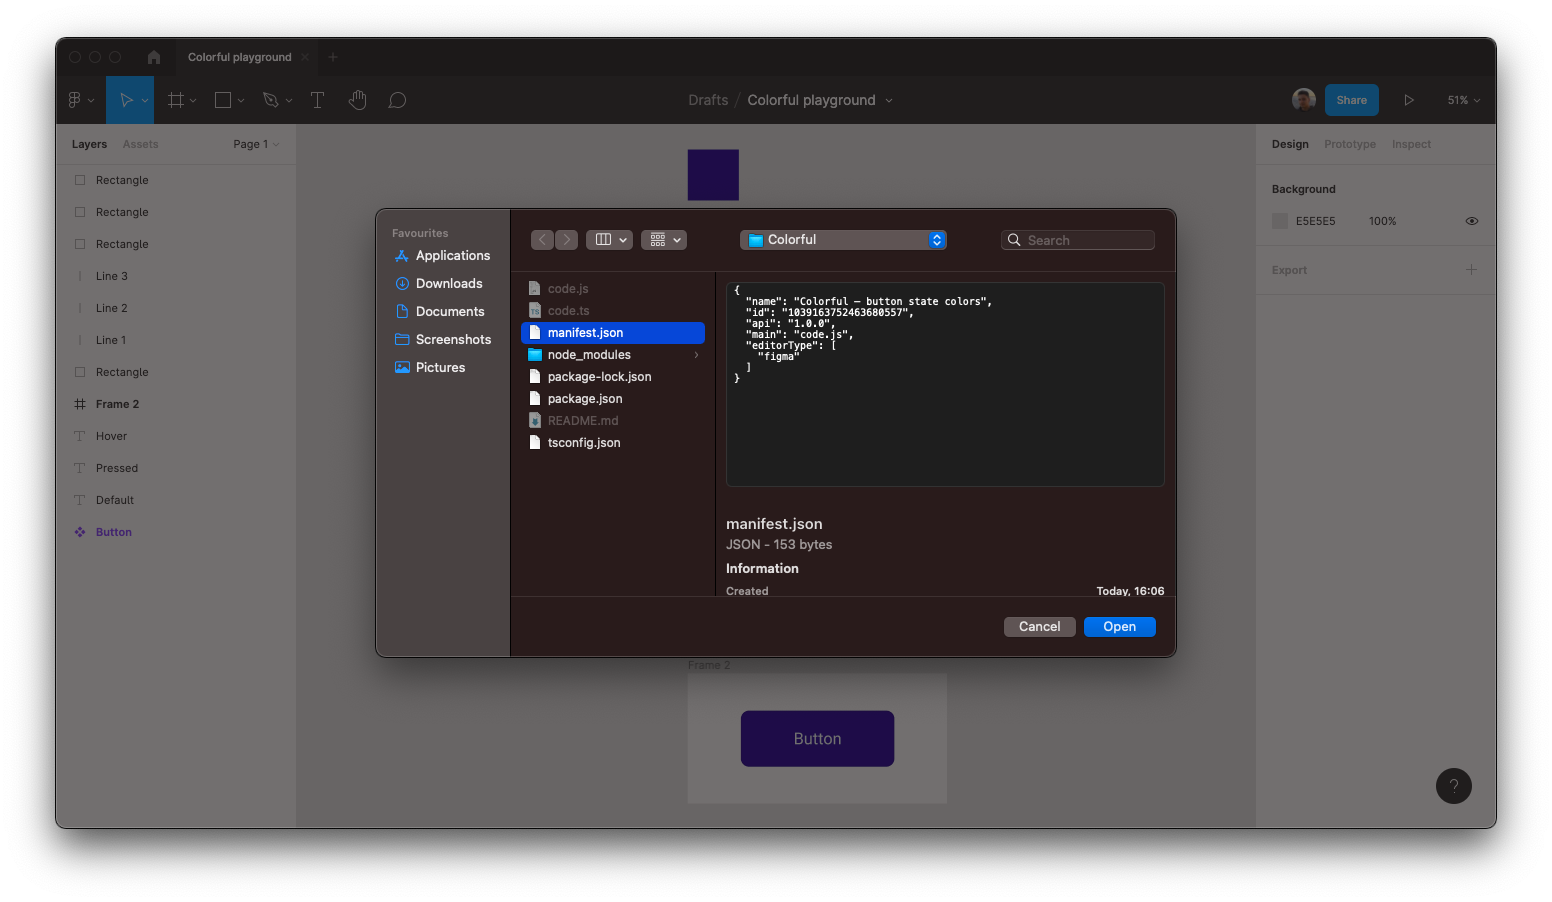 Colorful playground
Drafts / Colorful playground
Share
51%
Layers
Assets
Page 1
Rectangle
Rectangle
Rectangle
Line 3
Line 2
Line 1
Rectangle
Frame 2
Hover
Pressed
Default
Button
Favourites
Applications
Downloads
Documents
Screenshots
Pictures
Colorful
Search
code.js
TS
code.ts
manifest.json
node_modules
package-lock.json
package.json
README.md
tsconfig.json
{
"name": "Colorful — button state colors",
"id": "1039163752463680557",
"api": "1.0.0",
"main": "code.js",
"editorType": [
"figma"
]
}
manifest.json
JSON - 153 bytes
Information
Created
Today, 16:06
Cancel
Open
Frame 2
Button
Design
Prototype
Inspect
Background
E5E5E5
100%
Export
?